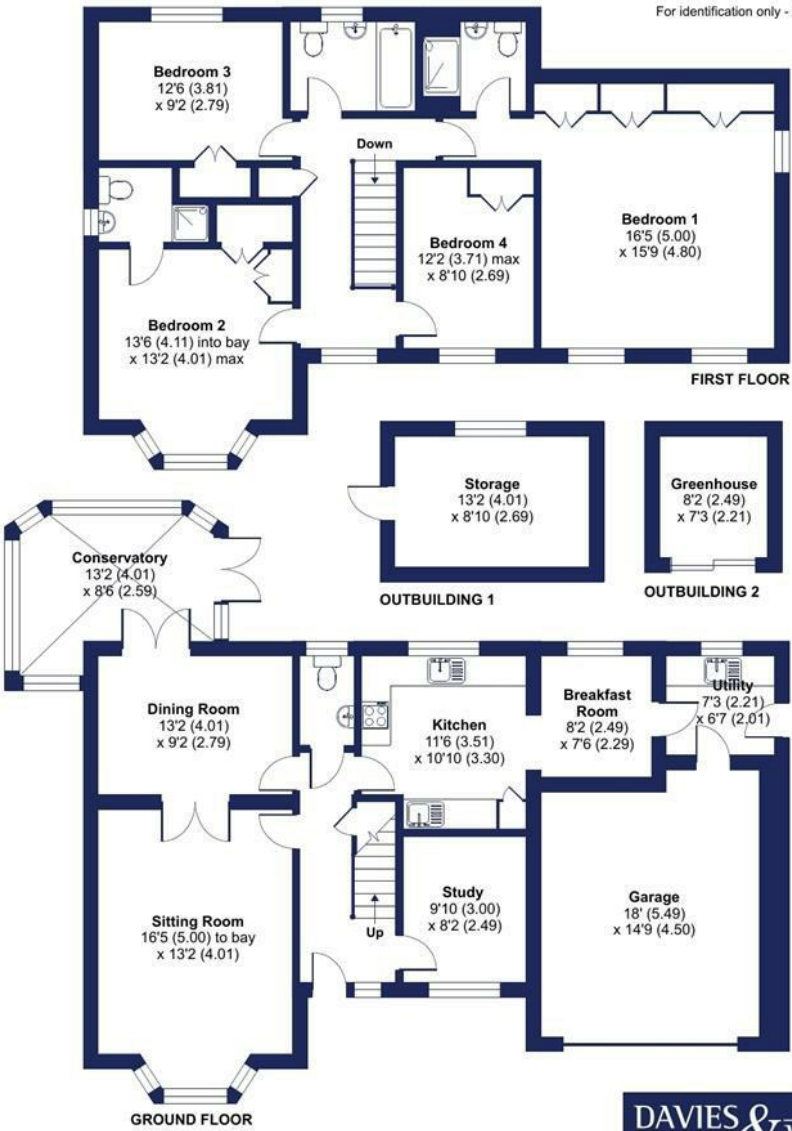 For identification only -
Bedroom 3
12'6 (3.81)
x 9'2 (2.79)
Down
Bedroom 4
12'2 (3.71) max
x 8'10 (2.69)
Bedroom 1
16'5 (5.00)
x 15'9 (4.80)
Bedroom 2
13'6 (4.11) into bay
x 13'2 (4.01) max
FIRST FLOOR
Storage
13'2 (4.01)
x 8'10 (2.69)
Greenhouse
8'2 (2.49)
x 7'3 (2.21)
OUTBUILDING 1
OUTBUILDING 2
Conservatory
13'2 (4.01)
x 8'6 (2.59)
Dining Room
13'2 (4.01)
x 9'2 (2.79)
Kitchen
11'6 (3.51)
x 10'10 (3.30)
Breakfast
Room
8'2 (2.49)
x 7'6 (2.29)
Utility
7'3 (2.21)
x 6'7 (2.01)
Sitting Room
16'5 (5.00) to bay
x 13'2 (4.01)
Up
Study
9'10 (3.00)
x 8'2 (2.49)
Garage
18' (5.49)
x 14'9 (4.50)
GROUND FLOOR
DAVIES &